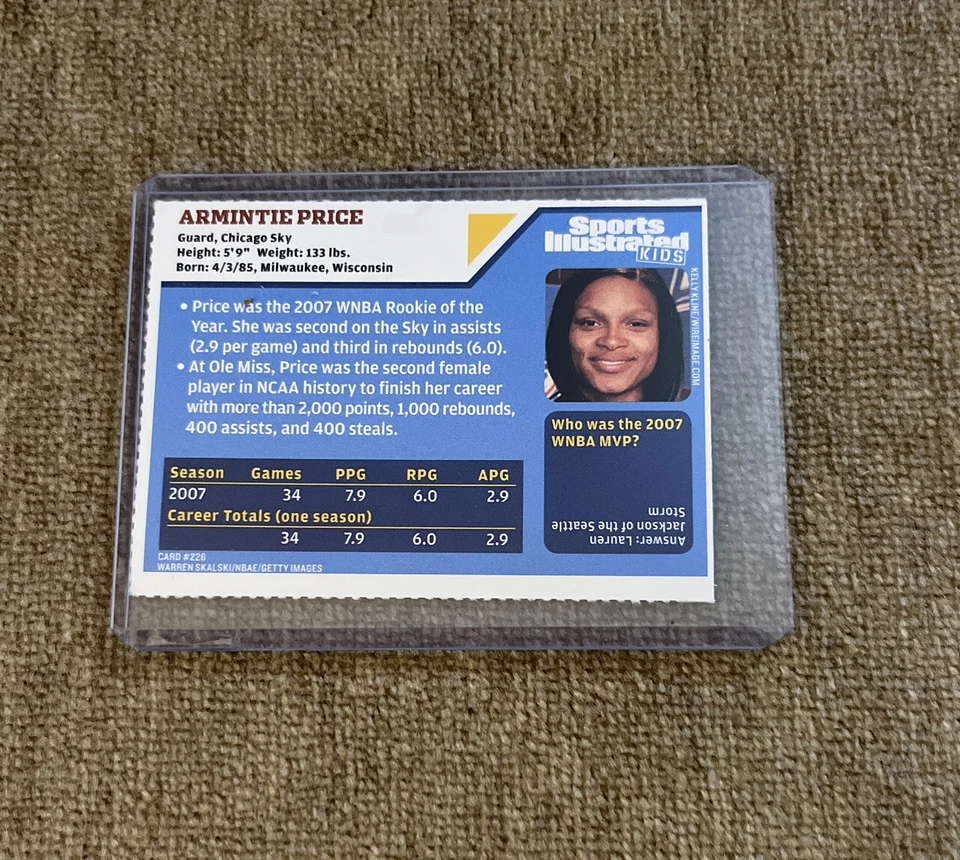 ARMINTIE PRICE
Guard, Chicago Sky
Height: 5'9" Weight: 133 lbs.
Born: 4/3/85, Milwaukee, Wisconsin
• Price was the 2007 WNBA Rookie of the
Year. She was second on the Sky in assists
(2.9 per game) and third in rebounds (6.0).
• At Ole Miss, Price was the second female
player in NCAA history to finish her career
with more than 2,000 points, 1,000 rebounds,
400 assists, and 400 steals.
Season Games PPG RPG APG
2007 34 7.9 6.0 2.9
Career Totals (one season)
34 7.9 6.0 2.9
CARD #226
WARREN SKALSKI/NBAE/GETTY IMAGES
Sports
Illustrated
KIDS
KELLY KLINE/WIREIMAGE.COM
Who was the 2007
WNBA MVP?
Answer: Lauren
Jackson of the Seattle
Storm